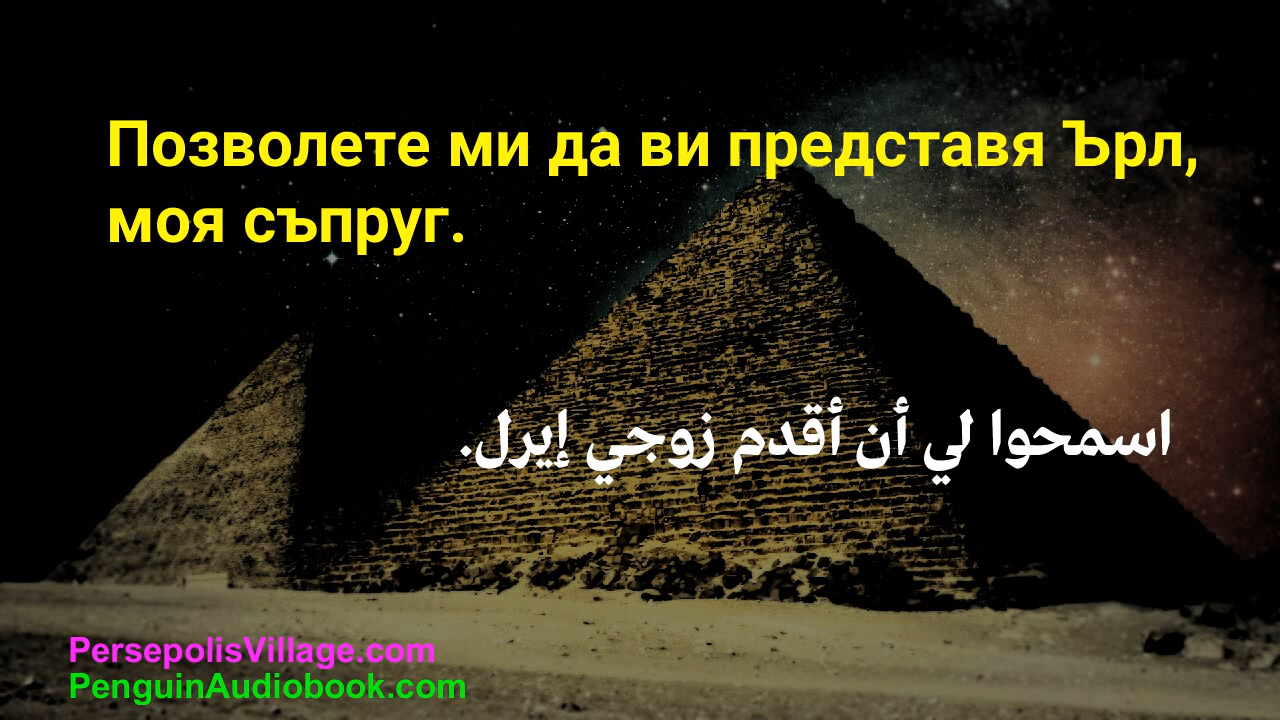 Позволете ми да ви представя Ърл,
моя съпруг.
اسمحوا لي أن أقدم زوجي إيرل.
PersepolisVillage.com
PenguinAudiobook.com